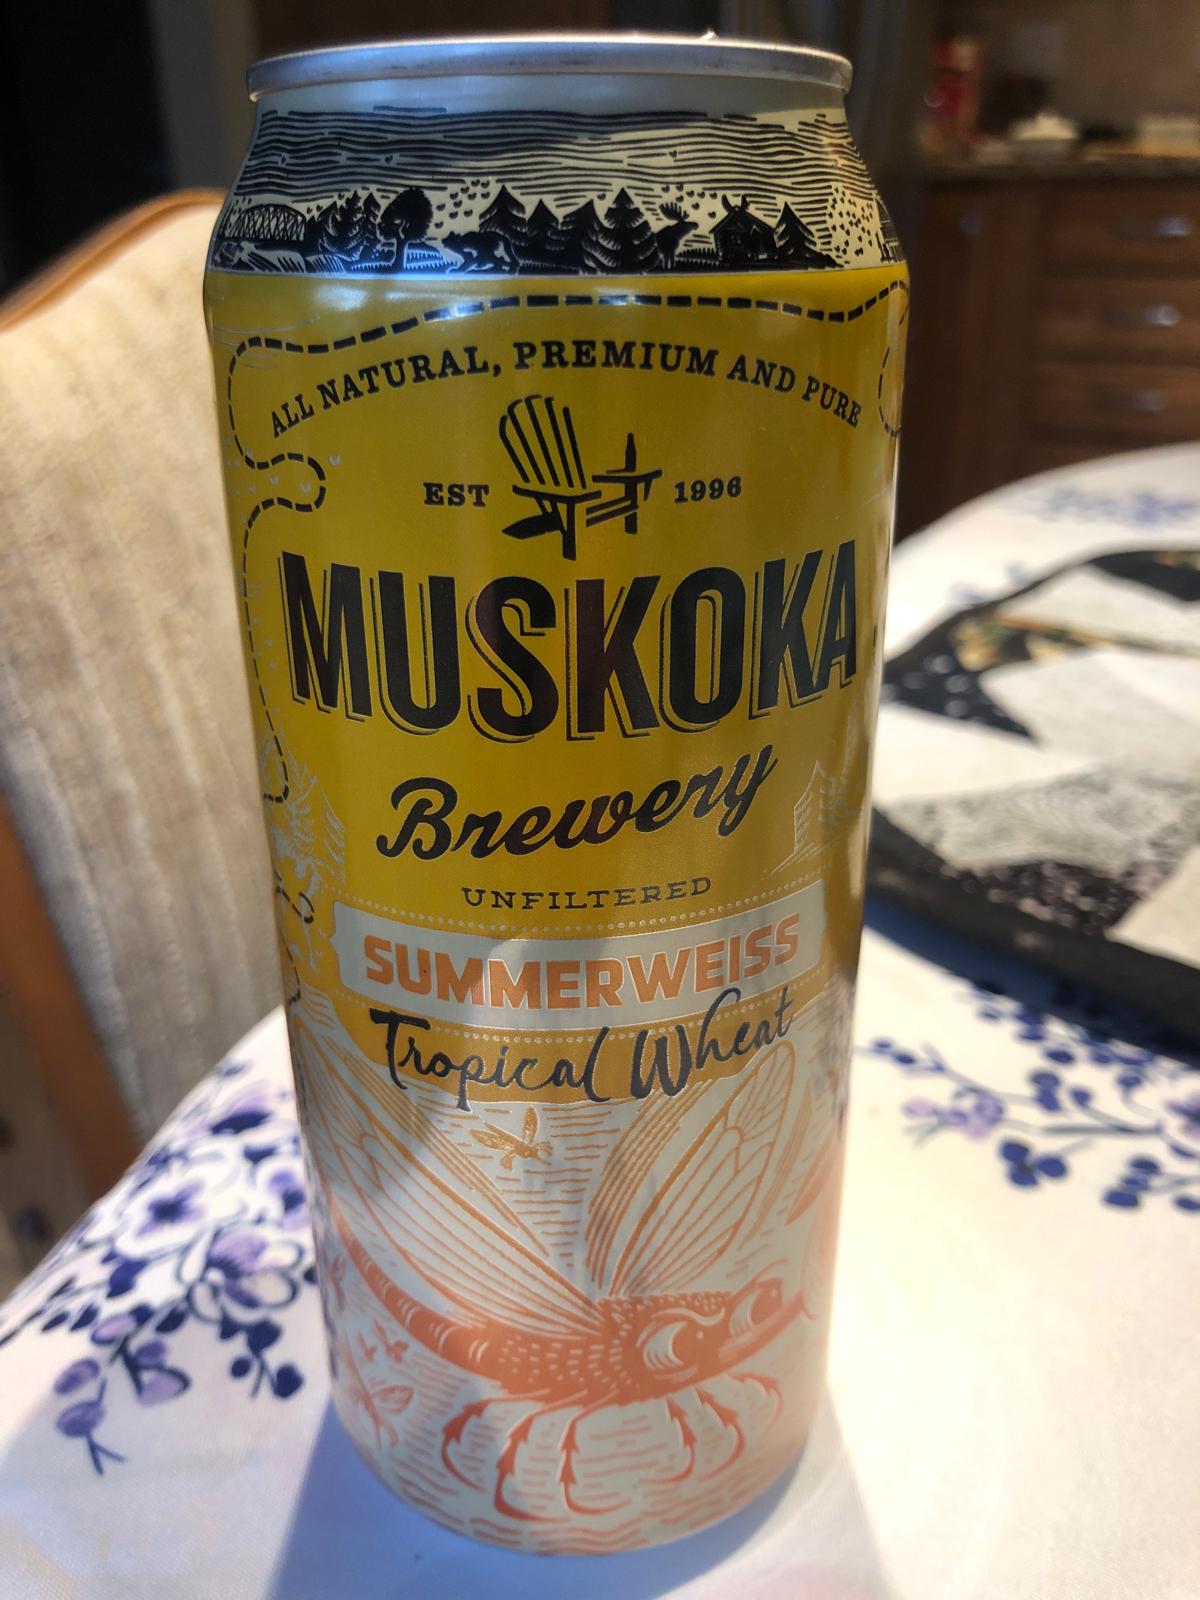 ALL NATURAL, PREMIUM AND PURE
EST 1996
MUSKOKA
Brewery
UNFILTERED
SUMMERWEISS
Tropical Wheat